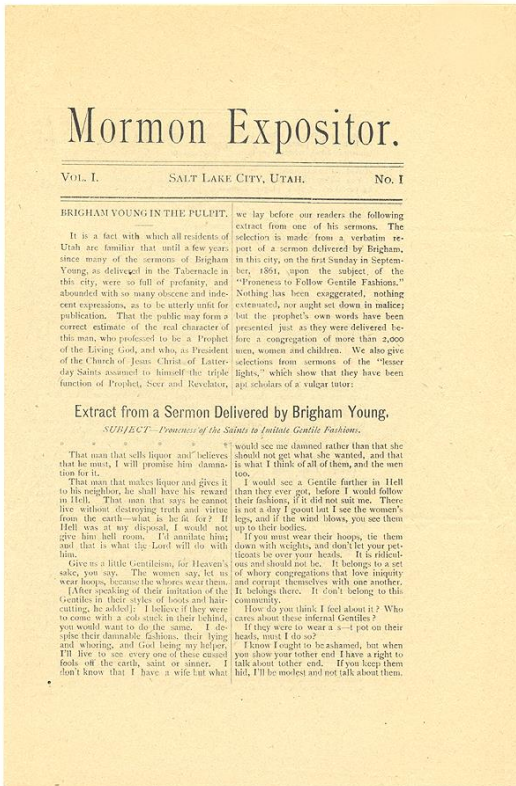 Mormon Expositor.
VOL. I. SALT LAKE CITY, UTAH. NO. I
BRIGHAM YOUNG IN THE PULPIT.
It is a fact with which all residents of
Utah are familiar that until a few years
since many of the sermons of Brigham
Young, as delivered in the Tabernacle in
this city, were so full of profanity, and
abounded with so many obscene and inde-
cent expressions, as to be utterly unfit for
publication. That the public may form a
correct estimate of the real character of
this man, who professed to be a Prophet
of the Living God, and who, as President
of the Church of Jesus Christ of Latter-
day Saints assumed to himself the triple
function of Prophet, Seer and Revelator,
we lay before our readers the following
extract from one of his sermons. The
selection is made from a verbatim re-
port of a sermon delivered by Brigham,
in this city, on the first Sunday in Septem-
ber, 1861, upon the subject, of the
"Proneness to Follow Gentile Fashions."
Nothing has been exaggerated, nothing
extenuated, nor aught set down in malice;
but the prophet's own words have been
presented just as they were delivered be-
fore a congregation of more than 2,000
men, women and children. We also give
selections from sermons of the "lesser
lights," which show that they have been
apt scholars of a vulgar tutor:
Extract from a Sermon Delivered by Brigham Young.
SUBJECT—Proneness of the Saints to Imitate Gentile Fashions.
* * * * * *
That man that sells liquor and believes
that he must, I will promise him damna-
tion for it.
That man that makes liquor and gives it
to his neighbor, he shall have his reward
in Hell. That man that says he cannot
live without destroying truth and virtue
from the earth—what is he fit for? If
Hell was at my disposal, I would not
give him hell room. I'd annilate him;
and that is what the Lord will do with
him.
Give us a little Gentileism, for Heaven's
sake, you say. The women say, let us
wear hoops, because the whores wear them.
[After speaking of their imitation of the
Gentiles in their styles of boots and hair-
cutting, he added]: I believe if they were
to come with a cob stuck in their behind,
you would want to do the same. I de-
spise their damnable fashions, their lying
and whoring, and God being my helper,
I'll live to see every one of these cussed
fools off the earth, saint or sinner. I
don't know that I have a wife but what
would see me damned rather than that she
should not get what she wanted, and that
is what I think of all of them, and the men
too.
I would see a Gentile further in Hell
than they ever got, before I would follow
their fashions, if it did not suit me. There
is not a day I go out but I see the women's
legs, and if the wind blows, you see them
up to their bodies.
If you must wear their hoops, tie them
down with weights, and don't let your pet-
ticoats be over your heads. It is ridicul-
ous and should not be. It belongs to a set
of whory congregations that love iniquity
and corrupt themselves with one another.
It belongs there. It don't belong to this
community.
How do you think I feel about it? Who
cares about these infernal Gentiles?
If they were to wear a s—t pot on their
heads, must I do so?
I know I ought to be ashamed, but when
you show your tother end I have a right to
talk about tother end. If you keep them
hid, I'll be modest and not talk about them.